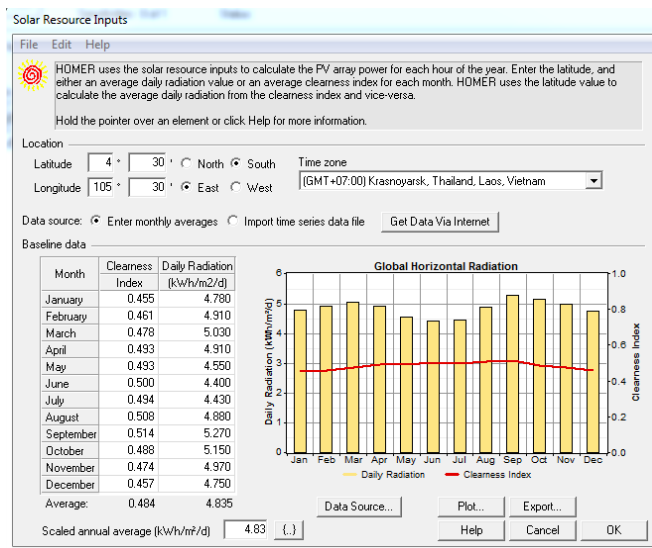 Solar Resource Inputs
File Edit Help
HOMER uses the solar resource inputs to calculate the PV array power for each hour of the year. Enter the latitude, and
either an average daily radiation value or an average clearness index for each month. HOMER uses the latitude value to
calculate the average daily radiation from the clearness index and vice-versa.
Hold the pointer over an element or click Help for more information.
Location
Latitude 4 ° 30 ' North South Time zone
Longitude 105 ° 30 ' East West (GMT+07:00) Krasnoyarsk, Thailand, Laos, Vietnam
Data source: Enter monthly averages Import time series data file Get Data Via Internet
Baseline data
Month Clearness Index Daily Radiation (kWh/m2/d)
January 0.455 4.780
February 0.461 4.910
March 0.478 5.030
April 0.493 4.910
May 0.493 4.550
June 0.500 4.400
July 0.494 4.430
August 0.508 4.880
September 0.514 5.270
October 0.488 5.150
November 0.474 4.970
December 0.457 4.750
Average: 0.484 4.835
Scaled annual average (kWh/m²/d) 4.83 {..}
Global Horizontal Radiation
Daily Radiation (kWh/m²/d)
6
5
4
3
2
1
0
1.0
0.8
0.6
0.4
0.2
0.0
Clearness Index
Jan Feb Mar Apr May Jun Jul Aug Sep Oct Nov Dec
Daily Radiation Clearness Index
Data Source... Plot... Export...
Help Cancel OK